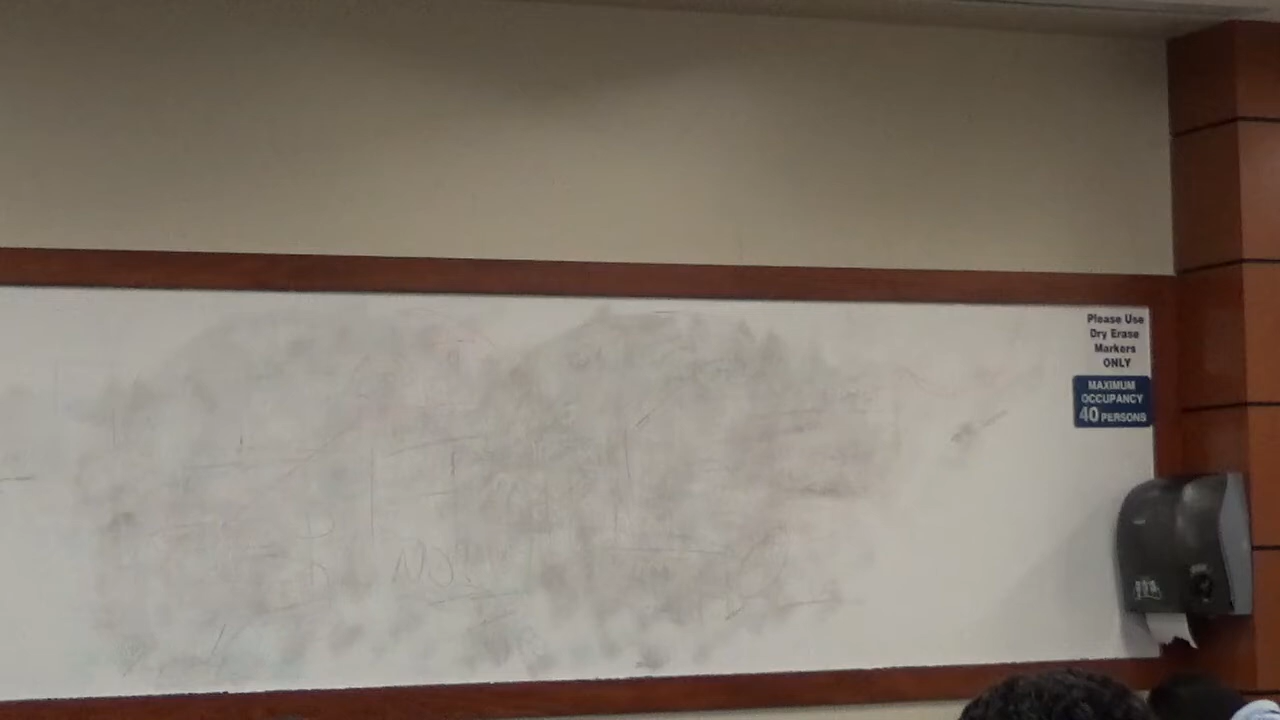 Please Use
Dry Erase
Markers
ONLY
MAXIMUM
OCCUPANCY
40 PERSONS